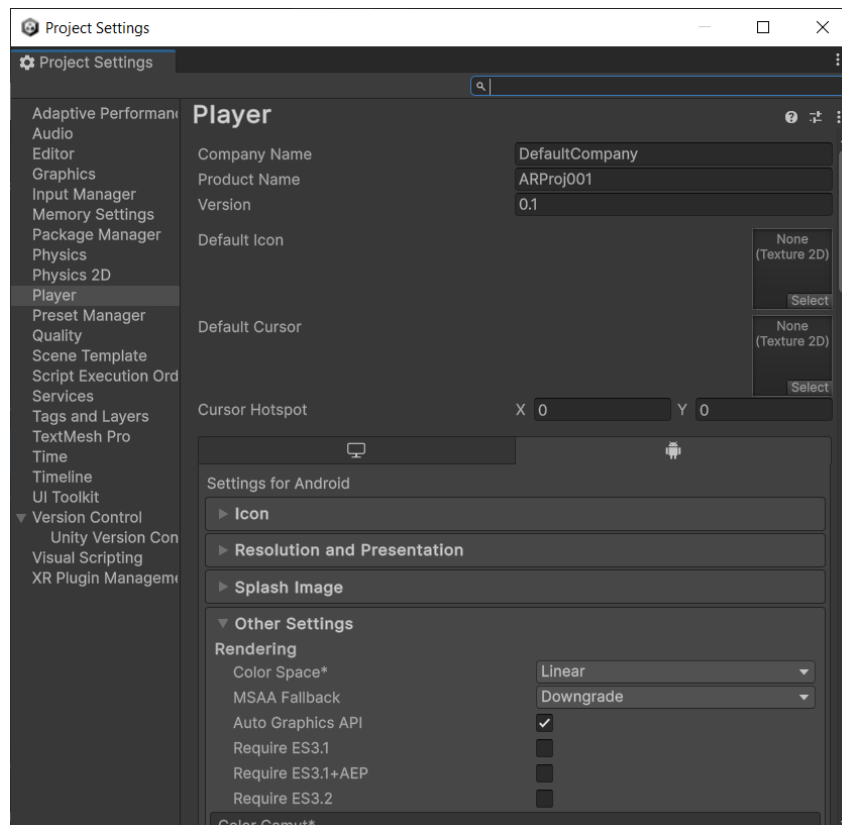 Project Settings
Project Settings
Adaptive Performanc
Audio
Editor
Graphics
Input Manager
Memory Settings
Package Manager
Physics
Physics 2D
Player
Preset Manager
Quality
Scene Template
Script Execution Ord
Services
Tags and Layers
TextMesh Pro
Time
Timeline
UI Toolkit
Version Control
Unity Version Con
Visual Scripting
XR Plugin Manageme
Player
Company Name DefaultCompany
Product Name ARProj001
Version 0.1
Default Icon
None
(Texture 2D)
Select
Default Cursor
None
(Texture 2D)
Select
Cursor Hotspot X 0 Y 0
Settings for Android
Icon
Resolution and Presentation
Splash Image
Other Settings
Rendering
Color Space* Linear
MSAA Fallback Downgrade
Auto Graphics API
Require ES3.1
Require ES3.1+AEP
Require ES3.2
Color Gamut*